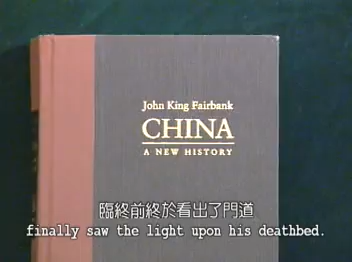 John King Fairbank
CHINA
A NEW HISTORY
臨終前終於看出了門道
finally saw the light upon his deathbed.